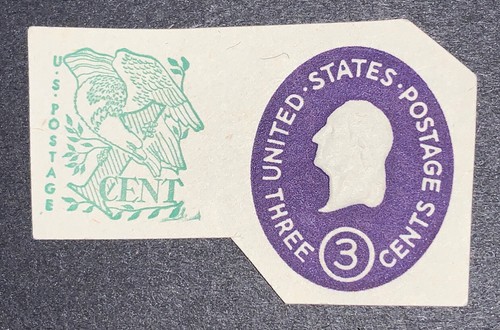 U.S. POSTAGE
CENT
UNITED·STATES·POSTAGE
THREE 3 CENTS